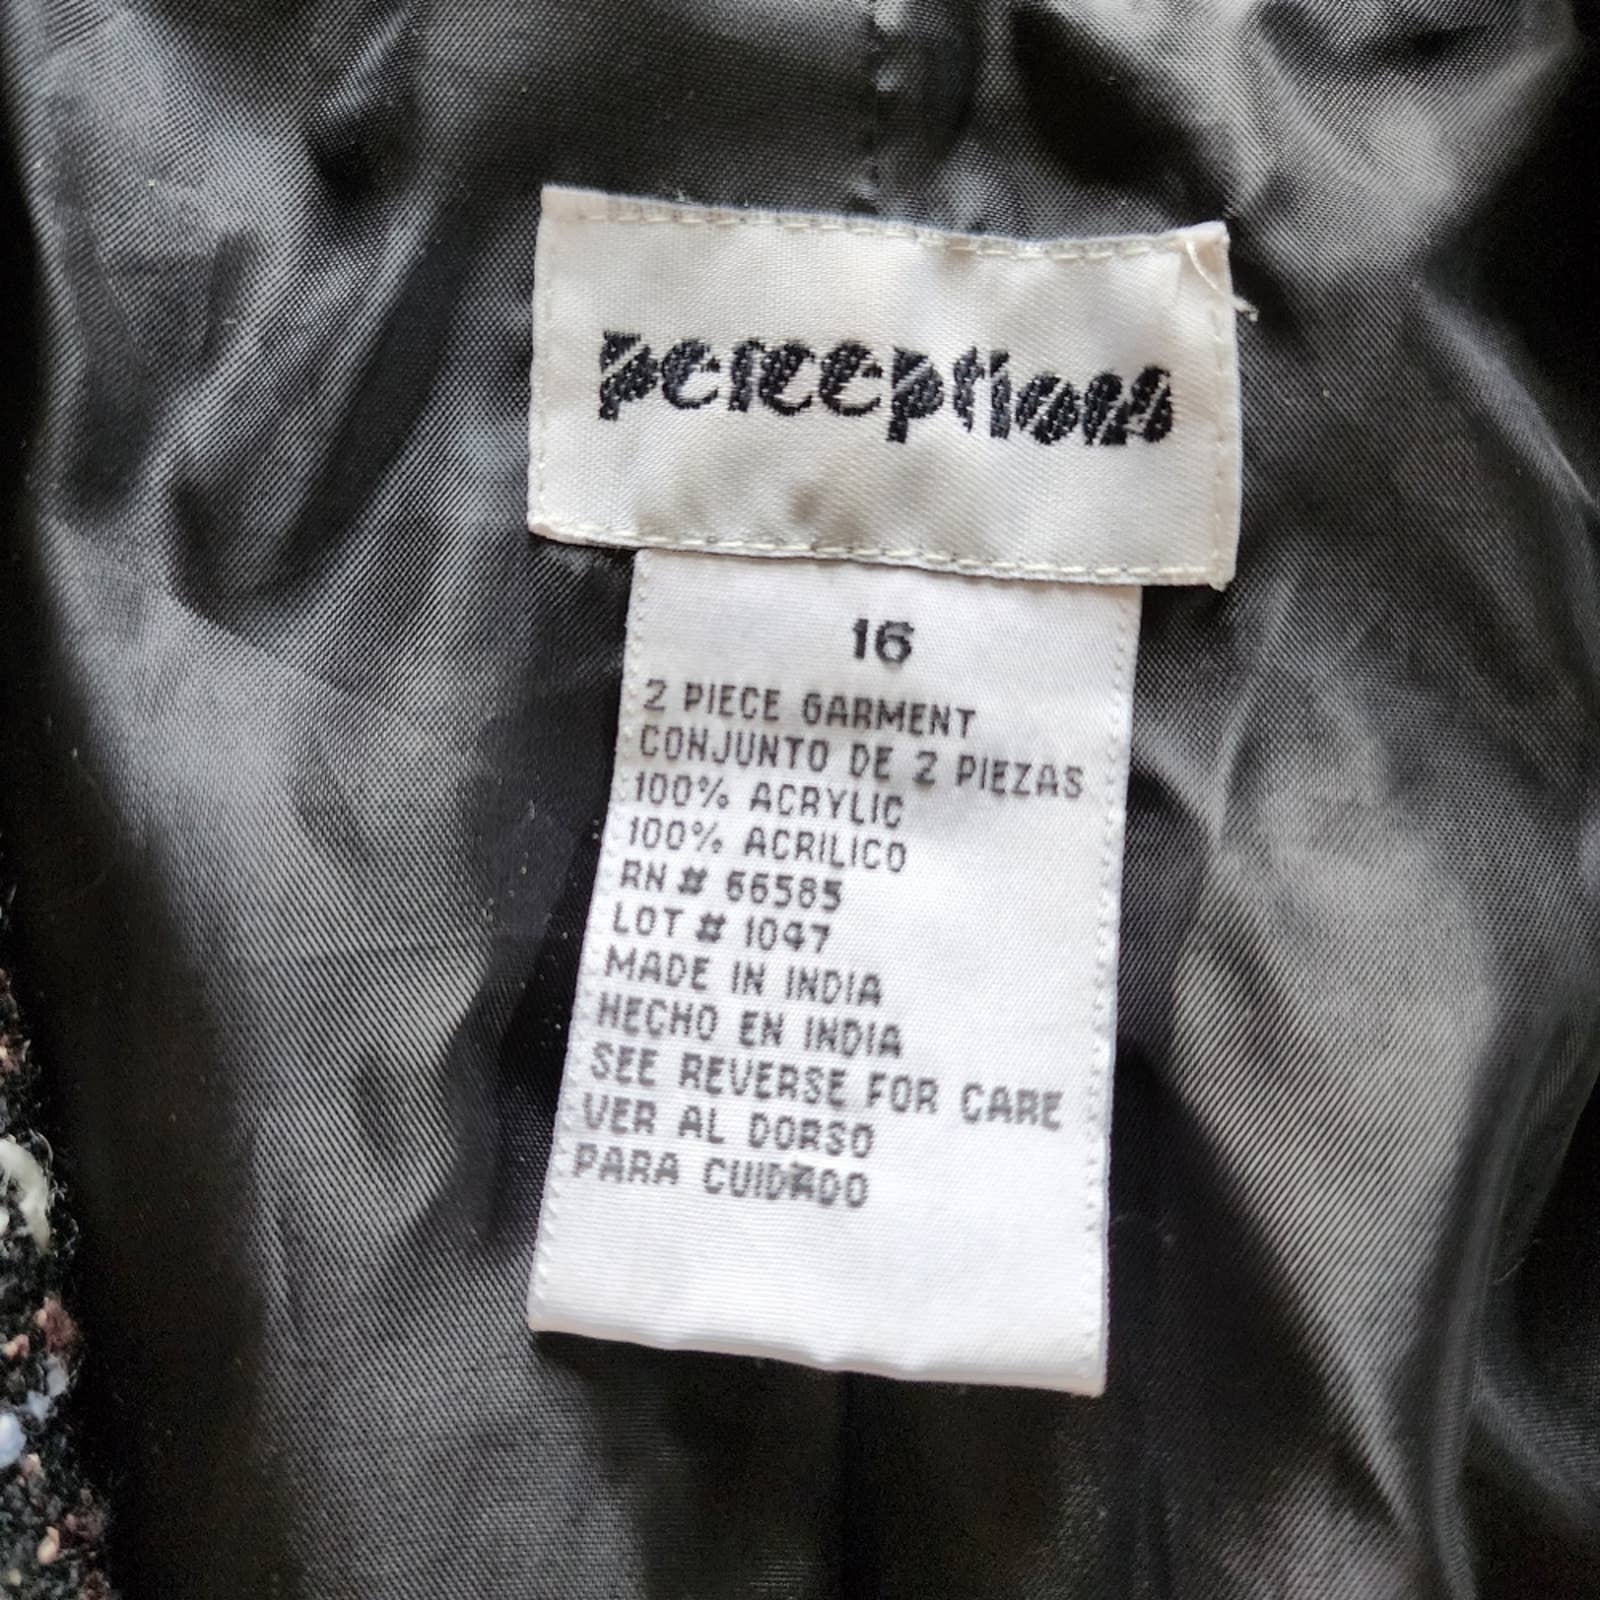 perceptions
16
2 PIECE GARMENT
CONJUNTO DE 2 PIEZAS
100% ACRYLIC
100% ACRILICO
RN # 66585
LOT # 1047
MADE IN INDIA
HECHO EN INDIA
SEE REVERSE FOR CARE
VER AL DORSO
PARA CUIDADO